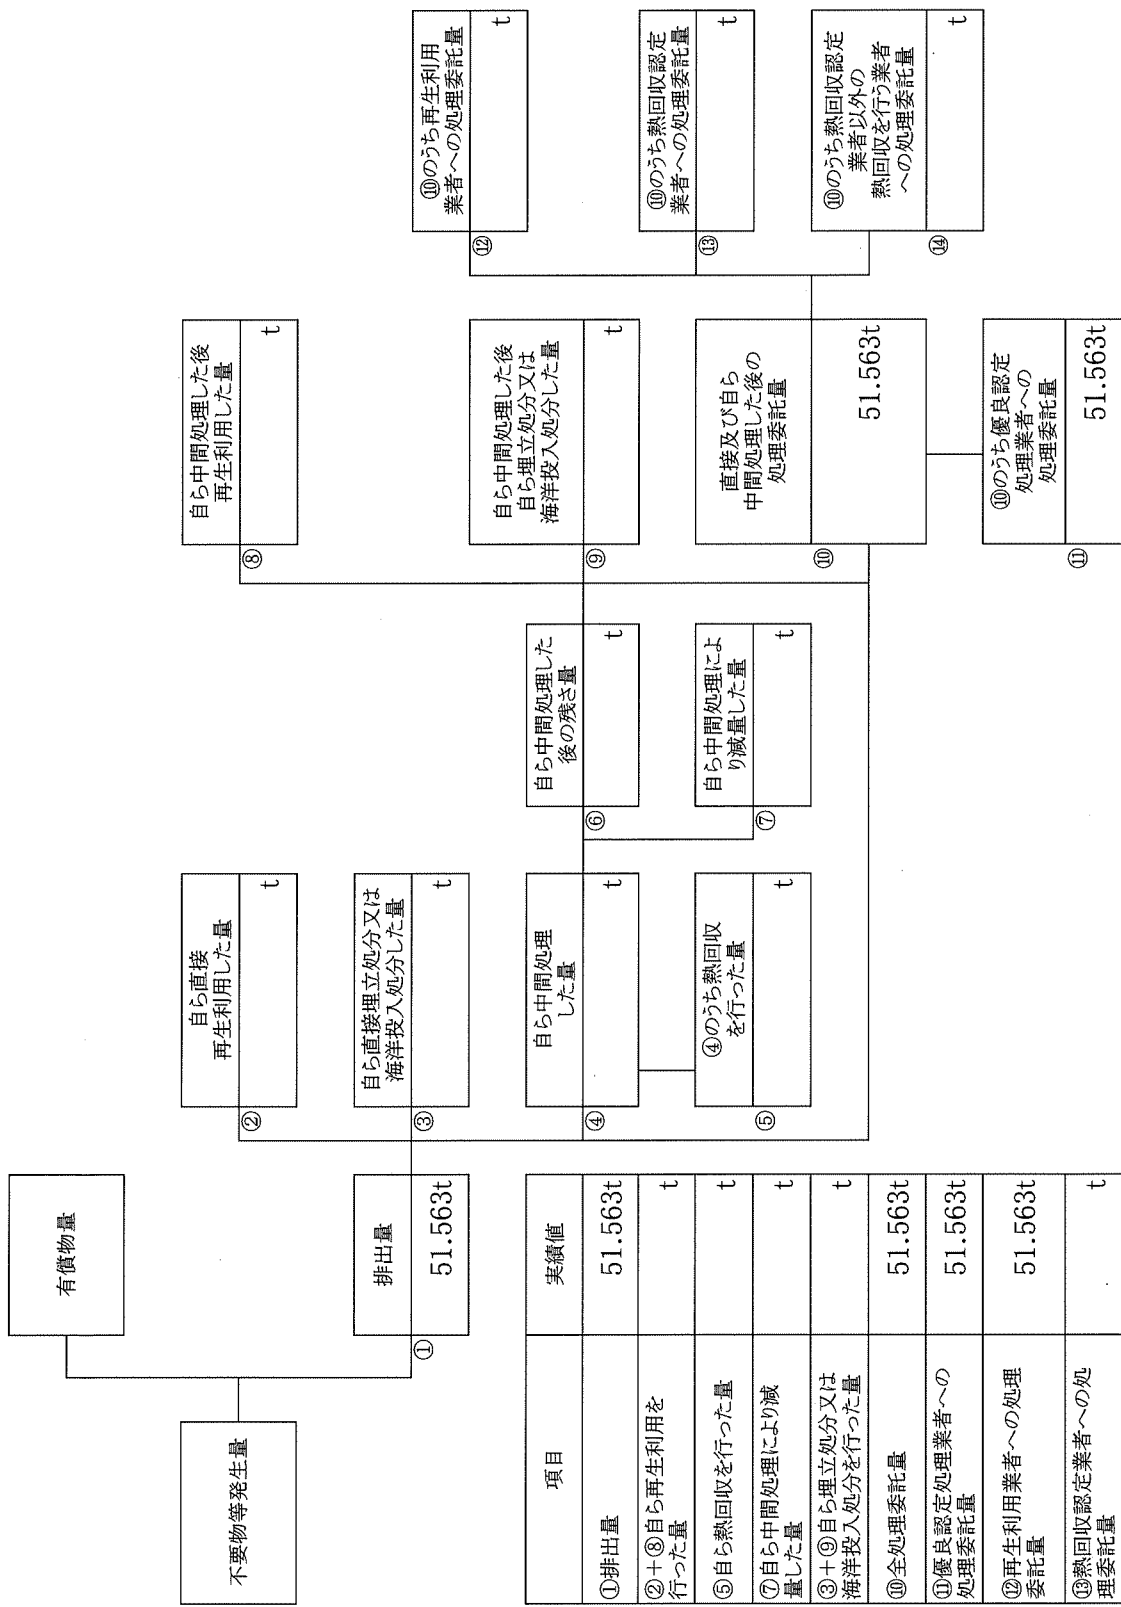 不要物等発生量
有償物量
①
排出量
51.563t
②
自ら直接
再生利用した量
t
③
自ら直接埋立処分又は
海洋投入処分した量
t
④
自ら中間処理
した量
t
⑤
④のうち熱回収
を行った量
t
⑥
自ら中間処理した
後の残さ量
t
⑦
自ら中間処理によ
り減量した量
t
⑧
自ら中間処理した後
再生利用した量
t
⑨
自ら中間処理した後
自ら埋立処分又は
海洋投入処分した量
t
⑩
直接及び自ら
中間処理した後の
処理委託量
51.563t
⑪
⑩のうち優良認定
処理業者への
処理委託量
51.563t
⑫
⑩のうち再生利用
業者への処理委託量
t
⑬
⑩のうち熱回収認定
業者への処理委託量
t
⑭
⑩のうち熱回収認定
業者以外の
熱回収を行う業者
への処理委託量
t
項目 実績値
①排出量 51.563t
②+⑧自ら再生利用を
行った量 t
⑤自ら熱回収を行った量 t
⑦自ら中間処理により減
量した量 t
③+⑨自ら埋立処分又は
海洋投入処分を行った量 t
⑩全処理委託量 51.563t
⑪優良認定処理業者への
処理委託量 51.563t
⑫再生利用業者への処理
委託量 51.563t
⑬熱回収認定業者への処
理委託量 t